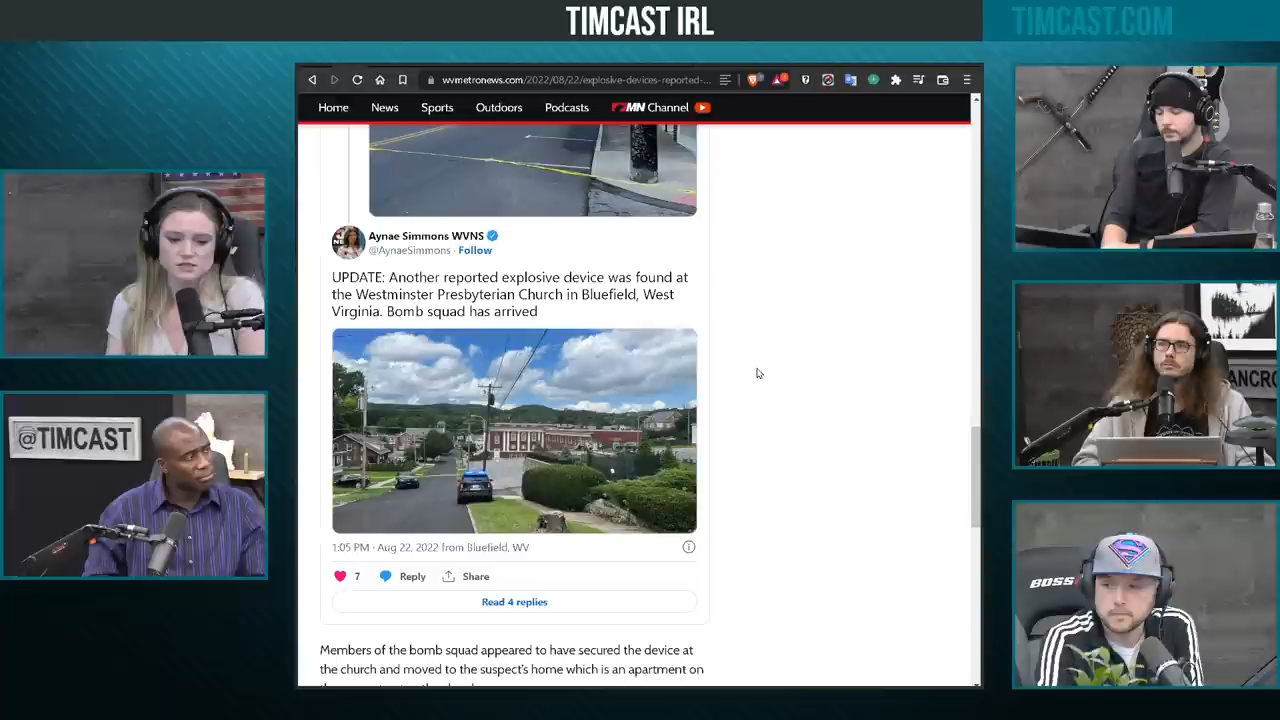 TIMCAST IRL
TIMCAST.COM
wvmetronews.com/2022/08/22/explosive-devices-reported-...
Home News Sports Outdoors Podcasts MN Channel
Aynae Simmons WVNS
@AynaeSimmons · Follow
UPDATE: Another reported explosive device was found at
the Westminster Presbyterian Church in Bluefield, West
Virginia. Bomb squad has arrived
1:05 PM · Aug 22, 2022 from Bluefield, WV
7 Reply Share
Read 4 replies
Members of the bomb squad appeared to have secured the device at
the church and moved to the suspect's home which is an apartment on
@TIMCAST
BOSS